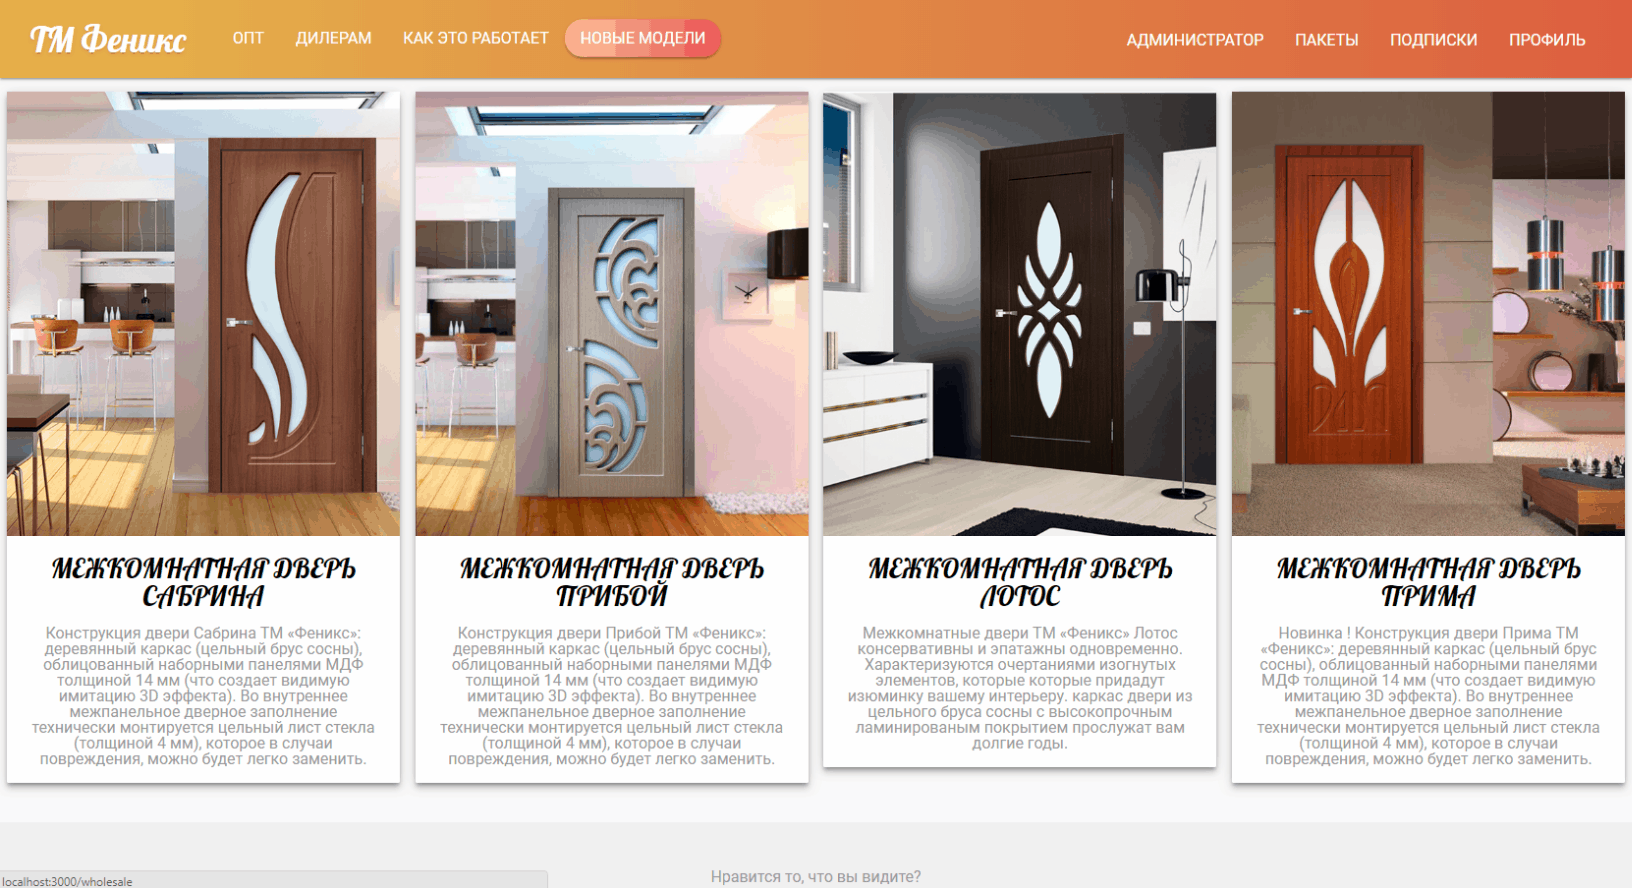 ТМ Феникс
ОПТ
ДИЛЕРАМ
КАК ЭТО РАБОТАЕТ
НОВЫЕ МОДЕЛИ
АДМИНИСТРАТОР
ПАКЕТЫ
ПОДПИСКИ
ПРОФИЛЬ
МЕЖКОМНАТНАЯ ДВЕРЬ
САБРИНА
Конструкция двери Сабрина ТМ «Феникс»:
деревянный каркас (цельный брус сосны),
облицованный наборными панелями МДФ
толщиной 14 мм (что создает видимую
имитацию 3D эффекта). Во внутреннее
межпанельное дверное заполнение
технически монтируется цельный лист стекла
(толщиной 4 мм), которое в случаи
повреждения, можно будет легко заменить.
МЕЖКОМНАТНАЯ ДВЕРЬ
ПРИБОЙ
Конструкция двери Прибой ТМ «Феникс»:
деревянный каркас (цельный брус сосны),
облицованный наборными панелями МДФ
толщиной 14 мм (что создает видимую
имитацию 3D эффекта). Во внутреннее
межпанельное дверное заполнение
технически монтируется цельный лист стекла
(толщиной 4 мм), которое в случаи
повреждения, можно будет легко заменить.
МЕЖКОМНАТНАЯ ДВЕРЬ
ЛОТОС
Межкомнатные двери ТМ «Феникс» Лотос
консервативны и эпатажны одновременно.
Характеризуются очертаниями изогнутых
элементов, которые которые придадут
изюминку вашему интерьеру. каркас двери из
цельного бруса сосны с высокопрочным
ламинированым покрытием прослужат вам
долгие годы.
МЕЖКОМНАТНАЯ ДВЕРЬ
ПРИМА
Новинка ! Конструкция двери Прима ТМ
«Феникс»: деревянный каркас (цельный брус
сосны), облицованный наборными панелями
МДФ толщиной 14 мм (что создает видимую
имитацию 3D эффекта). Во внутреннее
межпанельное дверное заполнение
технически монтируется цельный лист стекла
(толщиной 4 мм), которое в случаи
повреждения, можно будет легко заменить.
Нравится то, что вы видите?
localhost:3000/wholesale